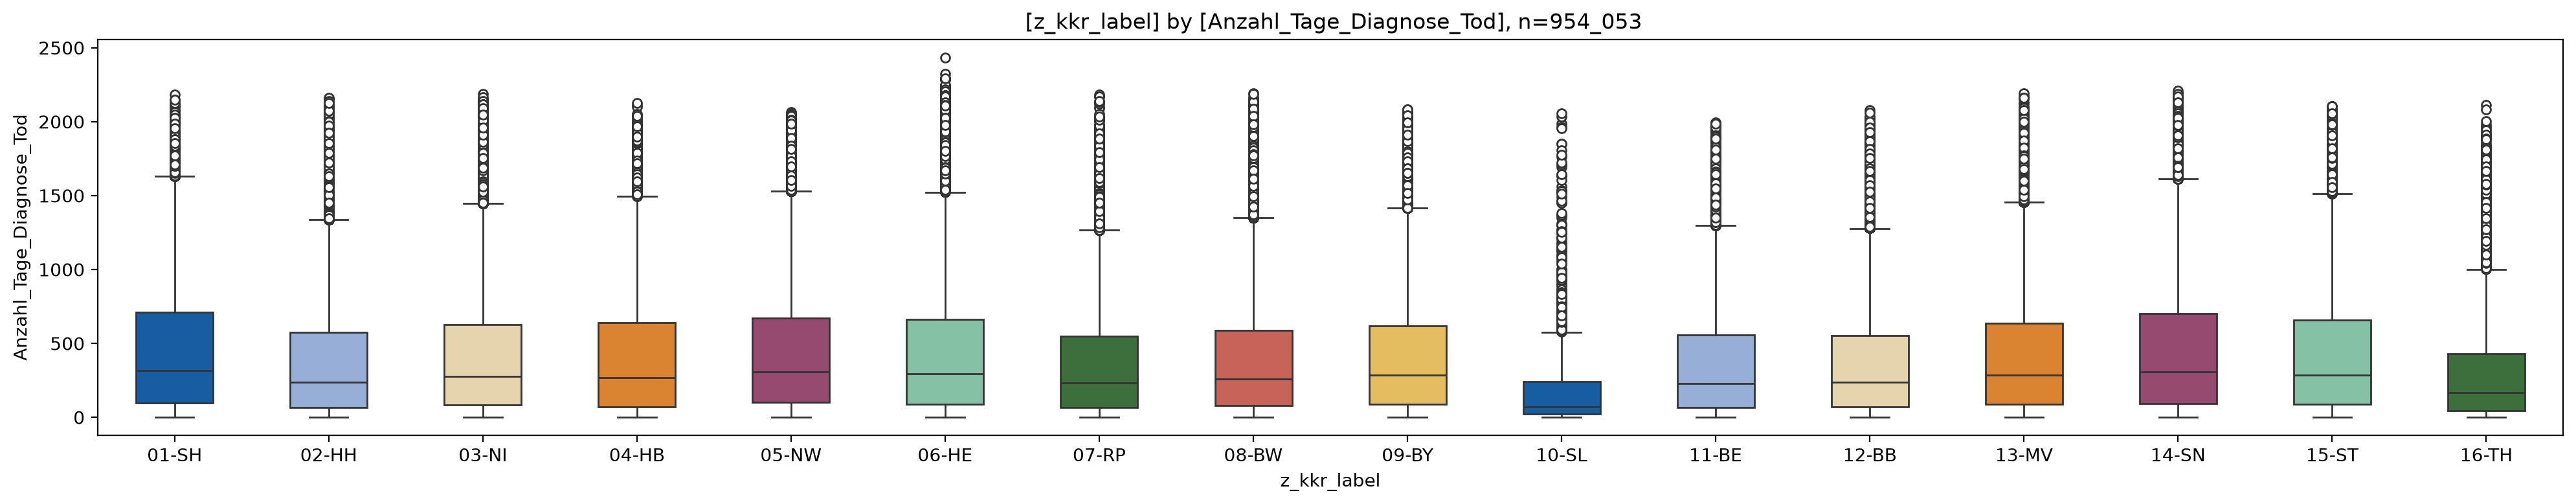 [z_kkr_label] by [Anzahl_Tage_Diagnose_Tod], n=954_053
Anzahl_Tage_Diagnose_Tod
2500
2000
1500
1000
500
0
01-SH 02-HH 03-NI 04-HB 05-NW 06-HE 07-RP 08-BW 09-BY 10-SL 11-BE 12-BB 13-MV 14-SN 15-ST 16-TH
z_kkr_label